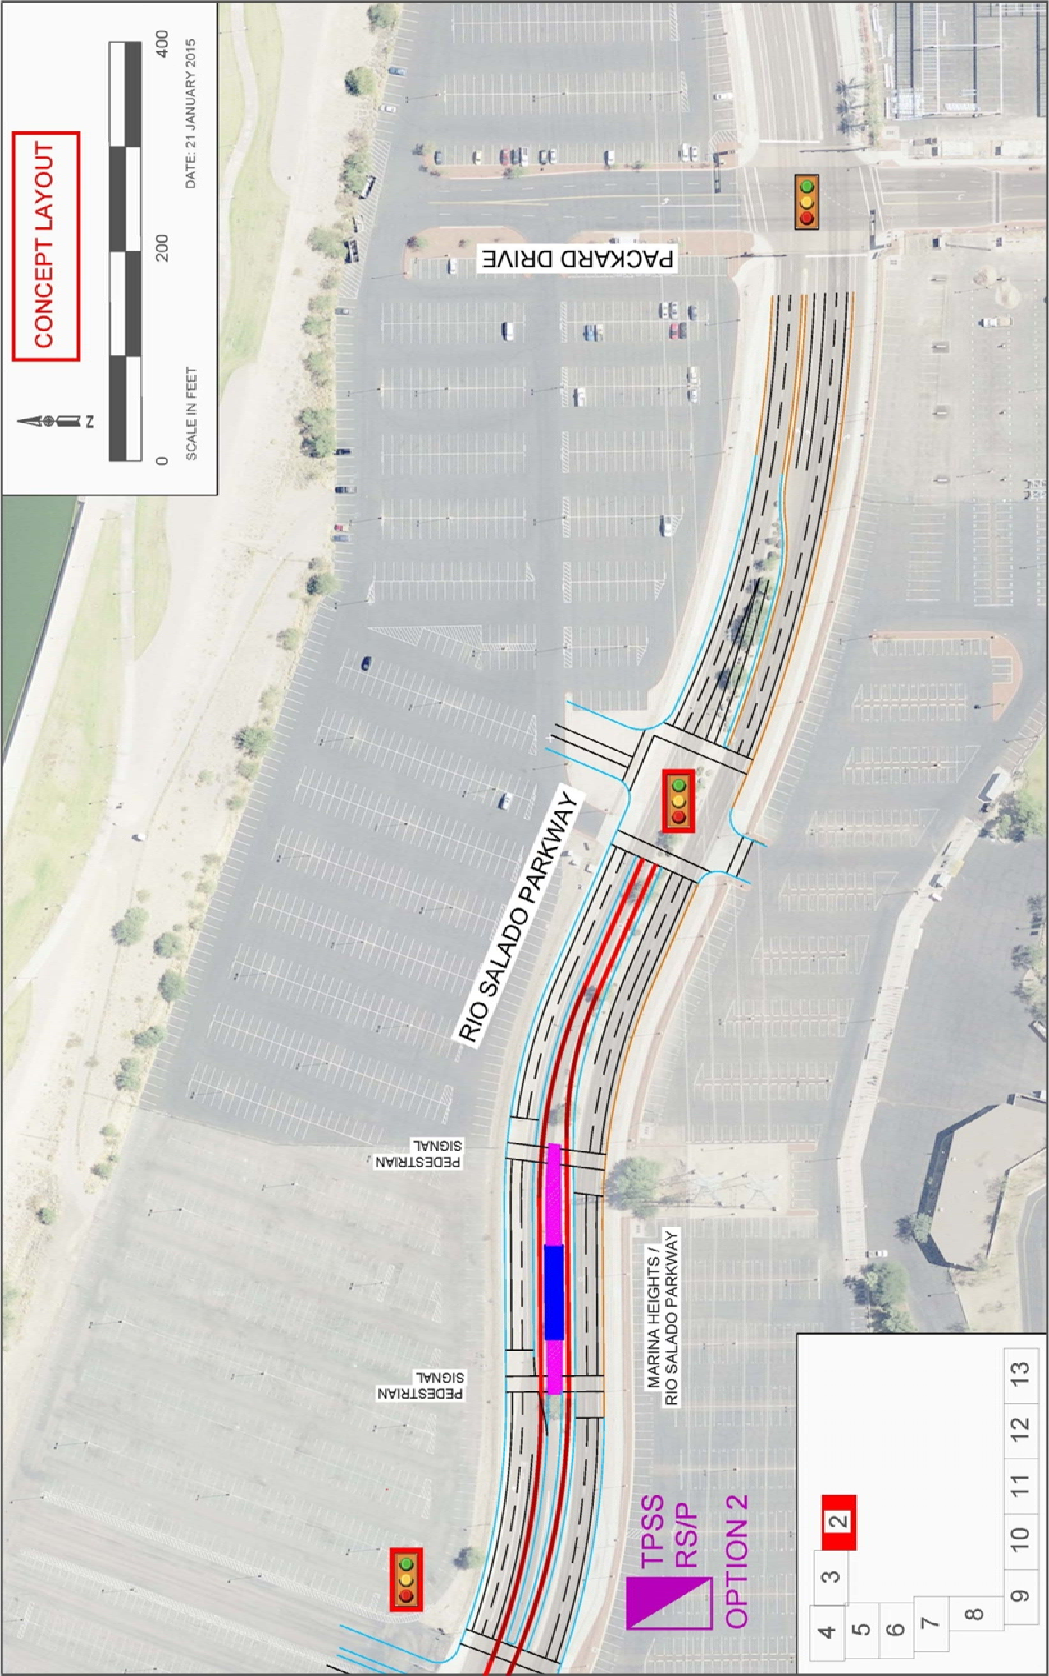 CONCEPT LAYOUT
N
0
200
400
SCALE IN FEET
DATE: 21 JANUARY 2015
PACKARD DRIVE
RIO SALADO PARKWAY
PEDESTRIAN
SIGNAL
PEDESTRIAN
SIGNAL
MARINA HEIGHTS /
RIO SALADO PARKWAY
TPSS
RS/P
OPTION 2
2
3
4
5
6
7
8
9
10
11
12
13